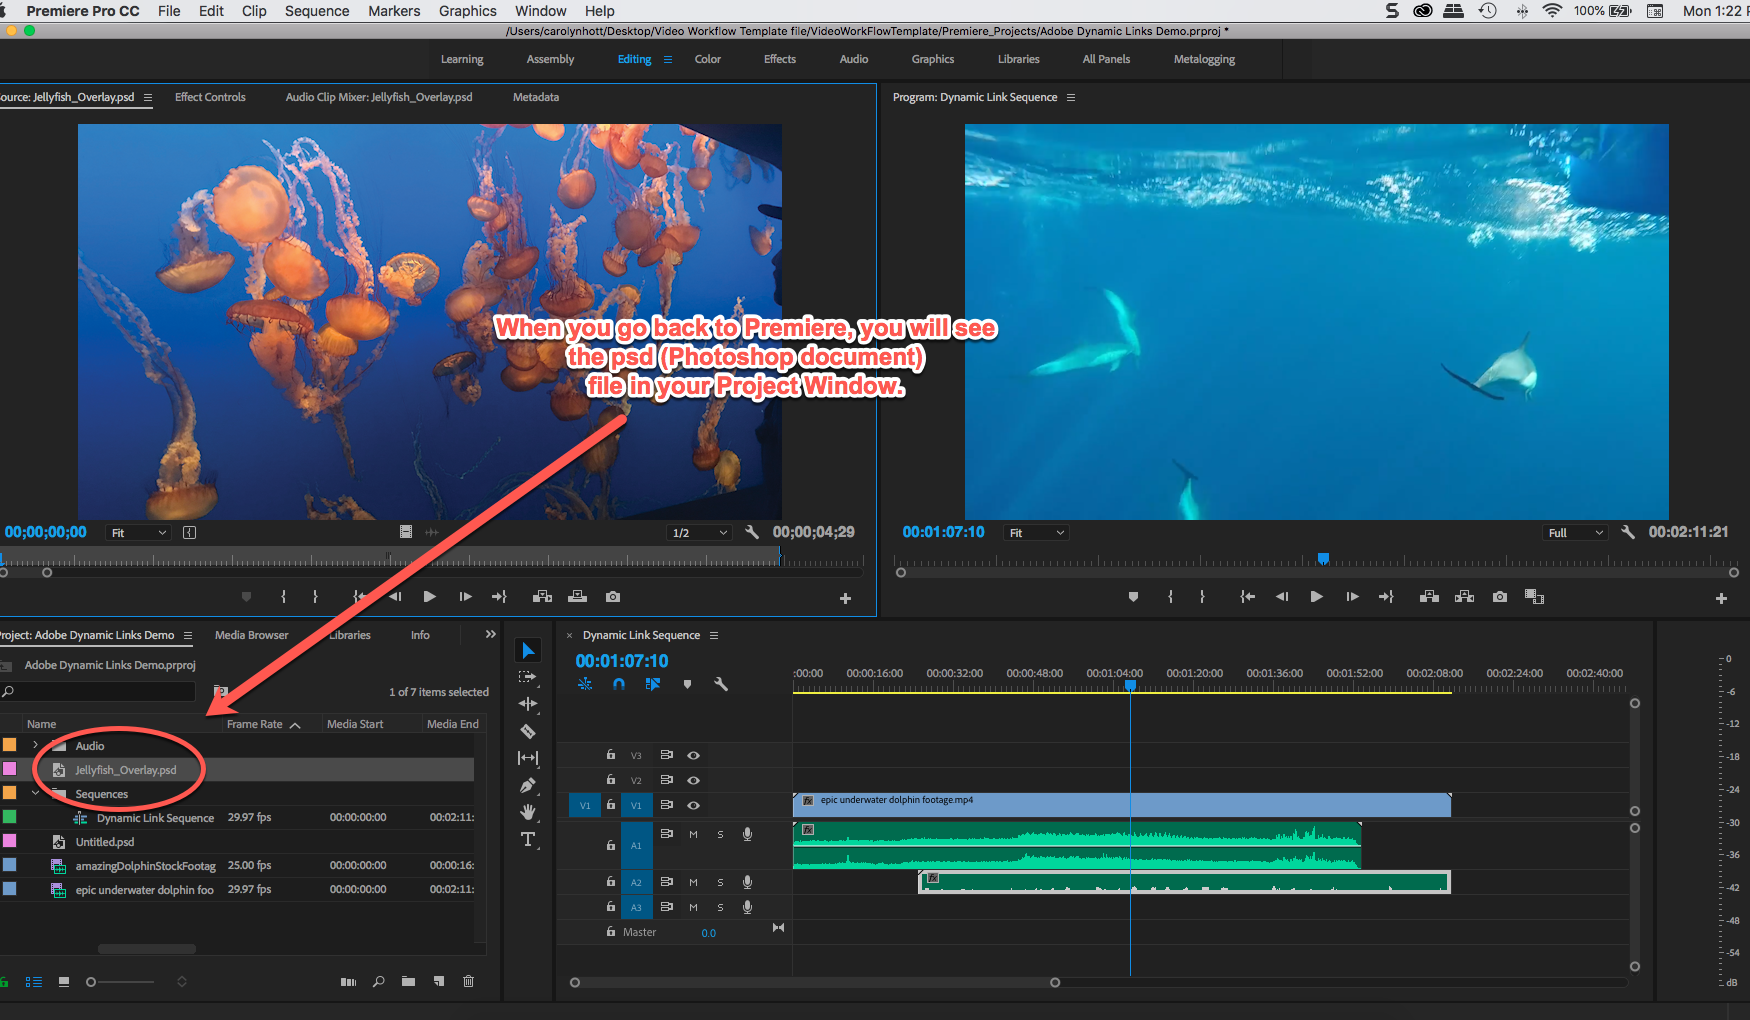 Premiere Pro CC File Edit Clip Sequence Markers Graphics Window Help 100% Mon 1:22
/Users/carolynhott/Desktop/Video Workflow Template file/VideoWorkFlowTemplate/Premiere_Projects/Adobe Dynamic Links Demo.prproj *
Learning Assembly Editing Color Effects Audio Graphics Libraries All Panels Metalogging
ource: Jellyfish_Overlay.psd Effect Controls Audio Clip Mixer: Jellyfish_Overlay.psd Metadata
Program: Dynamic Link Sequence
When you go back to Premiere, you will see
the psd (Photoshop document)
file in your Project Window.
00;00;00;00 Fit 1/2 00;00;04;29
00:01:07:10 Fit Full 00:02:11:21
roject: Adobe Dynamic Links Demo Media Browser Libraries Info
Adobe Dynamic Links Demo.prproj
1 of 7 items selected
Name Frame Rate Media Start Media End
Audio
Jellyfish_Overlay.psd
Sequences
Dynamic Link Sequence 29.97 fps 00:00:00:00 00:02:11:
Untitled.psd
amazingDolphinStockFootag 25.00 fps 00:00:00:00 00:00:16:
epic underwater dolphin foo 29.97 fps 00:00:00:00 00:02:11:
T
× Dynamic Link Sequence
00:01:07:10
:00:00 00:00:16:00 00:00:32:00 00:00:48:00 00:01:04:00 00:01:20:00 00:01:36:00 00:01:52:00 00:02:08:00 00:02:24:00 00:02:40:00
V3
V2
V1 V1 fx epic underwater dolphin footage.mp4
A1 M S fx
A2 M S fx
A3 M S
Master 0.0
0
-6
-12
-18
-24
-30
-36
-42
-48
-54
dB